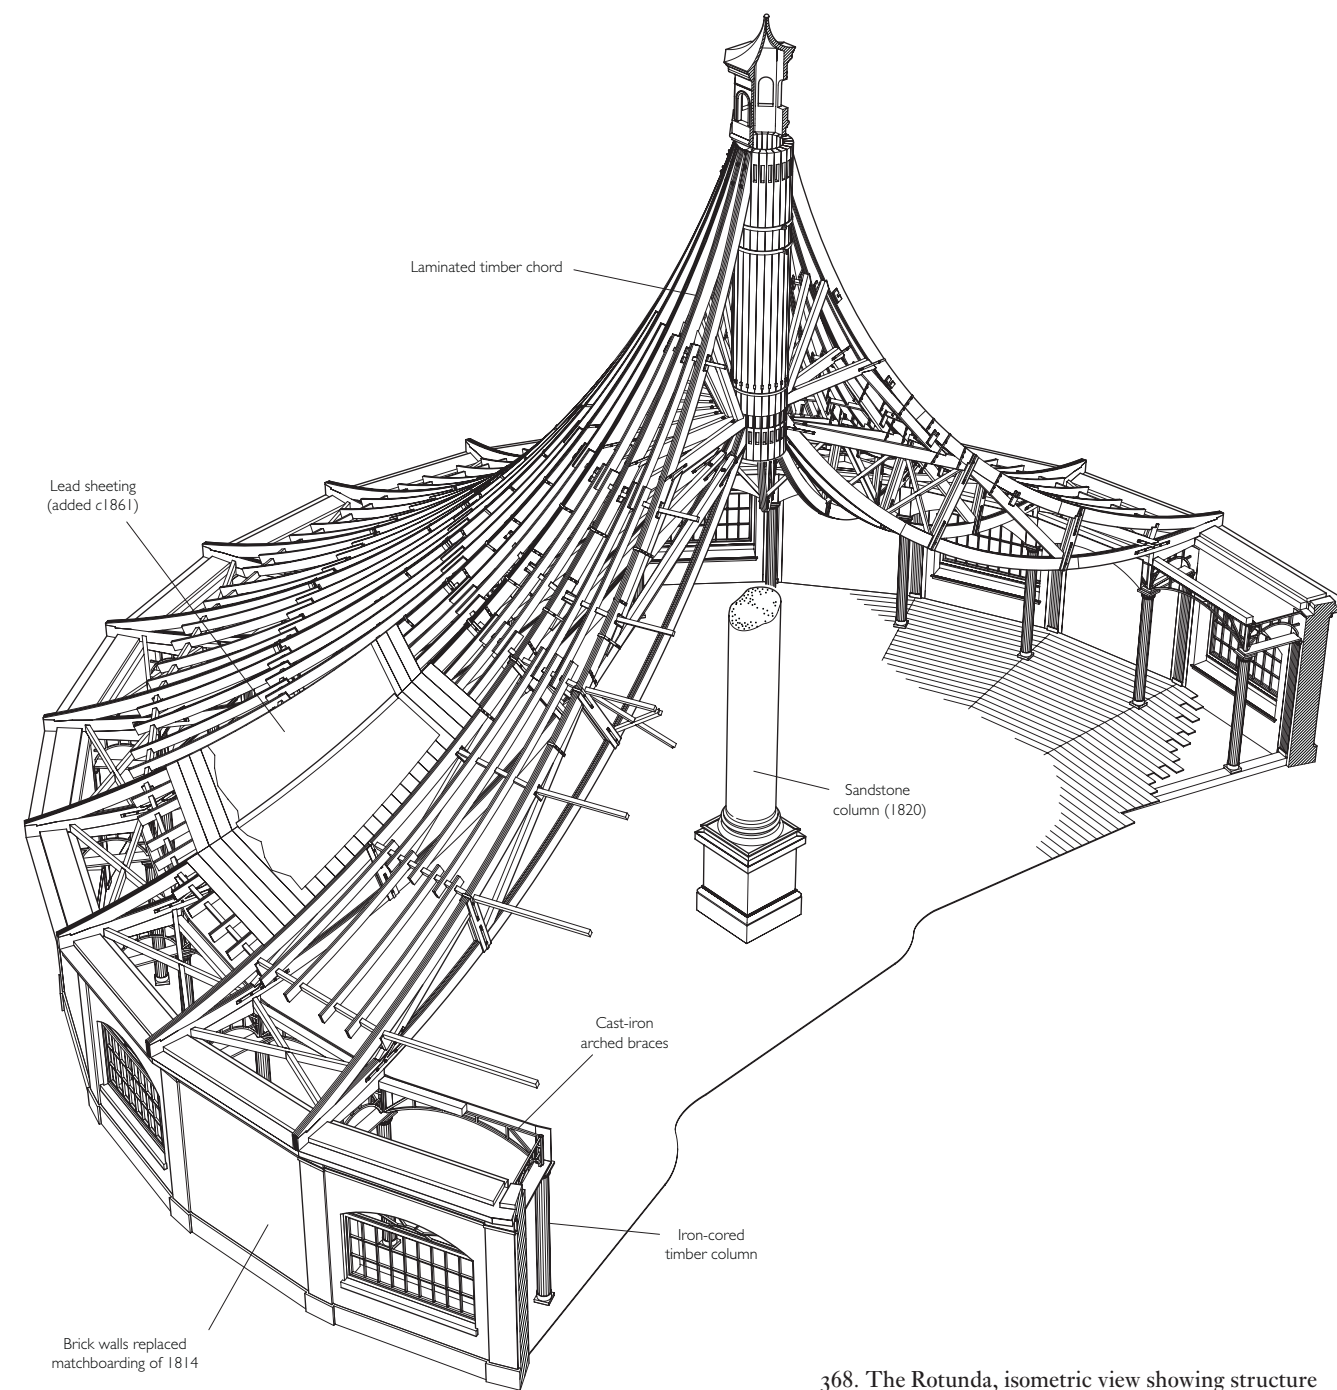 Laminated timber chord
Lead sheeting
(added c1861)
Sandstone
column (1820)
Cast-iron
arched braces
Iron-cored
timber column
Brick walls replaced
matchboarding of 1814
368. The Rotunda, isometric view showing structure